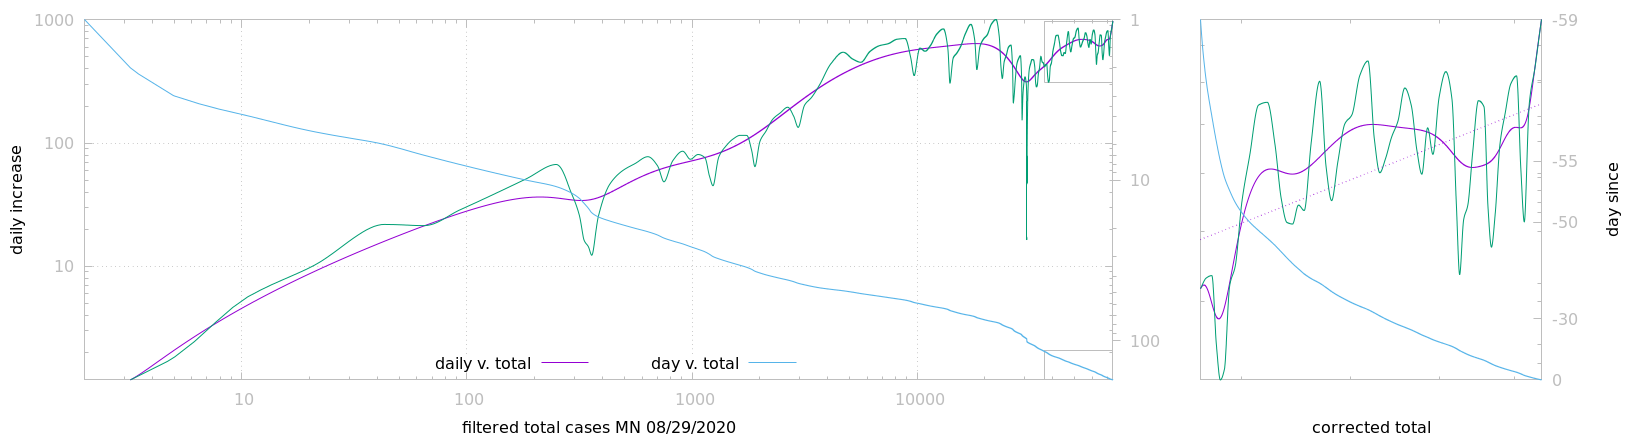 1000
100
10
daily increase
10
100
1000
10000
filtered total cases MN 08/29/2020
daily v. total
day v. total
1
10
100
-59
-55
-50
-30
0
day since
corrected total